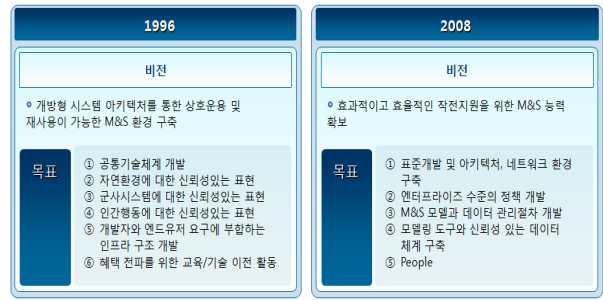 1996
비전
개방형 시스템 아키텍처를 통한 상호운용 및
재사용이 가능한 M&S 환경 구축
목표
① 공통기술체계 개발
② 자연환경에 대한 신뢰성있는 표현
③ 군사시스템에 대한 신뢰성있는 표현
④ 인간행동에 대한 신뢰성있는 표현
⑤ 개발자와 엔드유저 요구에 부합하는
인프라 구조 개발
⑥ 혜택 전파를 위한 교육/기술 이전 활동
2008
비전
효과적이고 효율적인 작전지원을 위한 M&S 능력
확보
목표
① 표준개발 및 아키텍처, 네트워크 환경
구축
② 엔터프라이즈 수준의 정책 개발
③ M&S 모델과 데이터 관리절차 개발
④ 모델링 도구와 신뢰성 있는 데이터
체계 구축
⑤ People